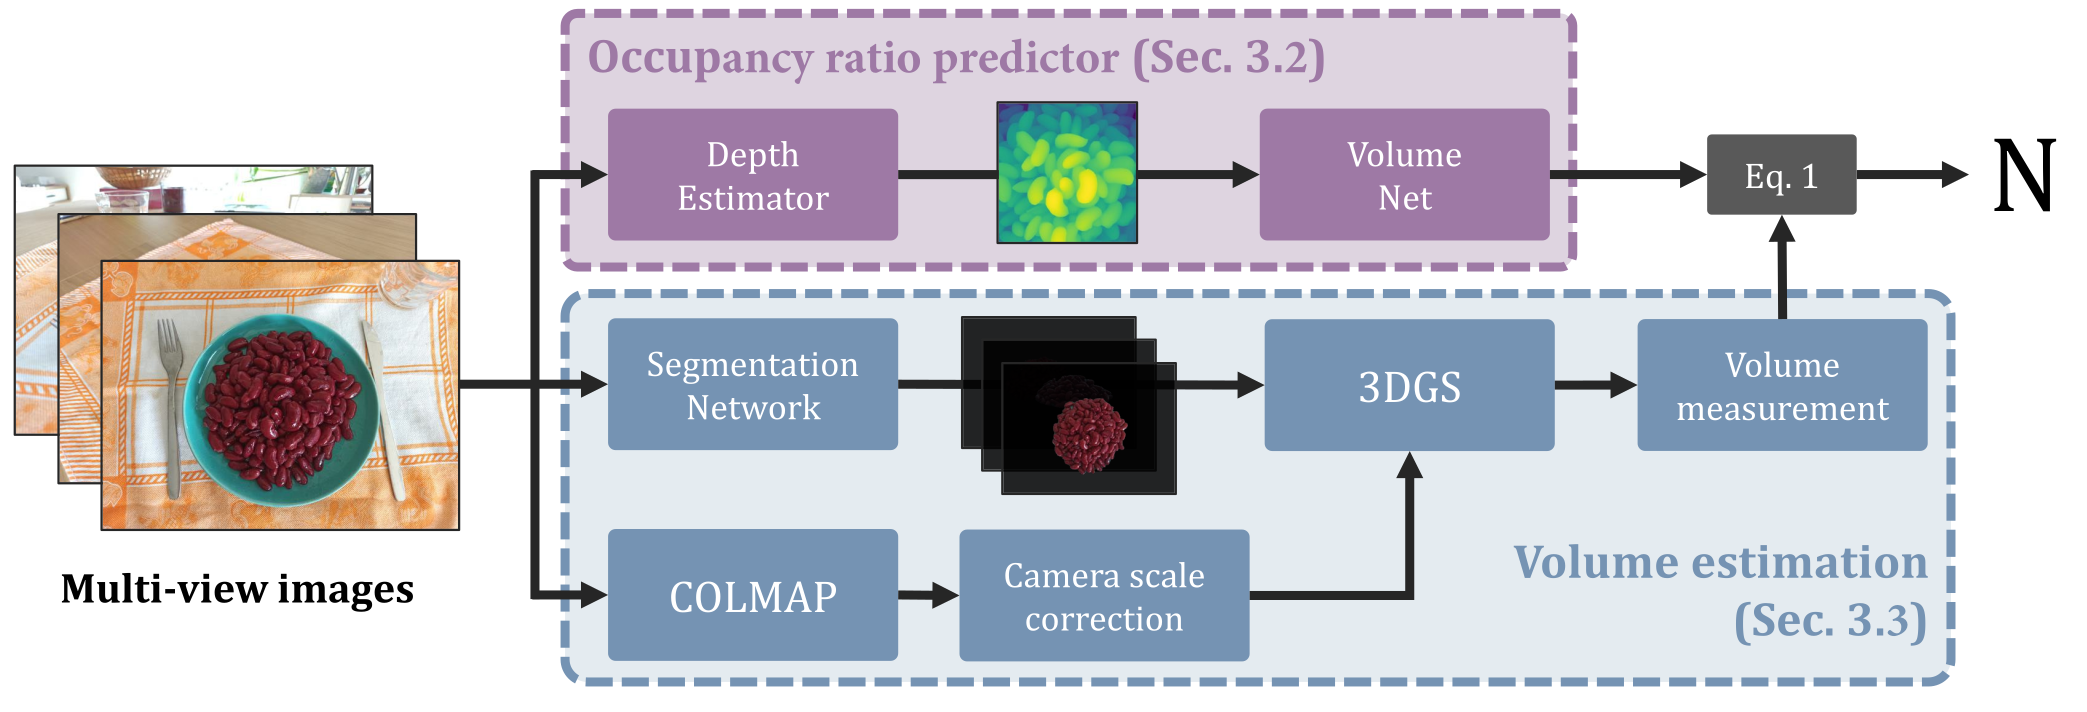 Occupancy ratio predictor (Sec. 3.2)
Depth
Estimator
Volume
Net
Eq. 1
N
Segmentation
Network
3DGS
Volume
measurement
COLMAP
Camera scale
correction
Volume estimation
(Sec. 3.3)
Multi-view images